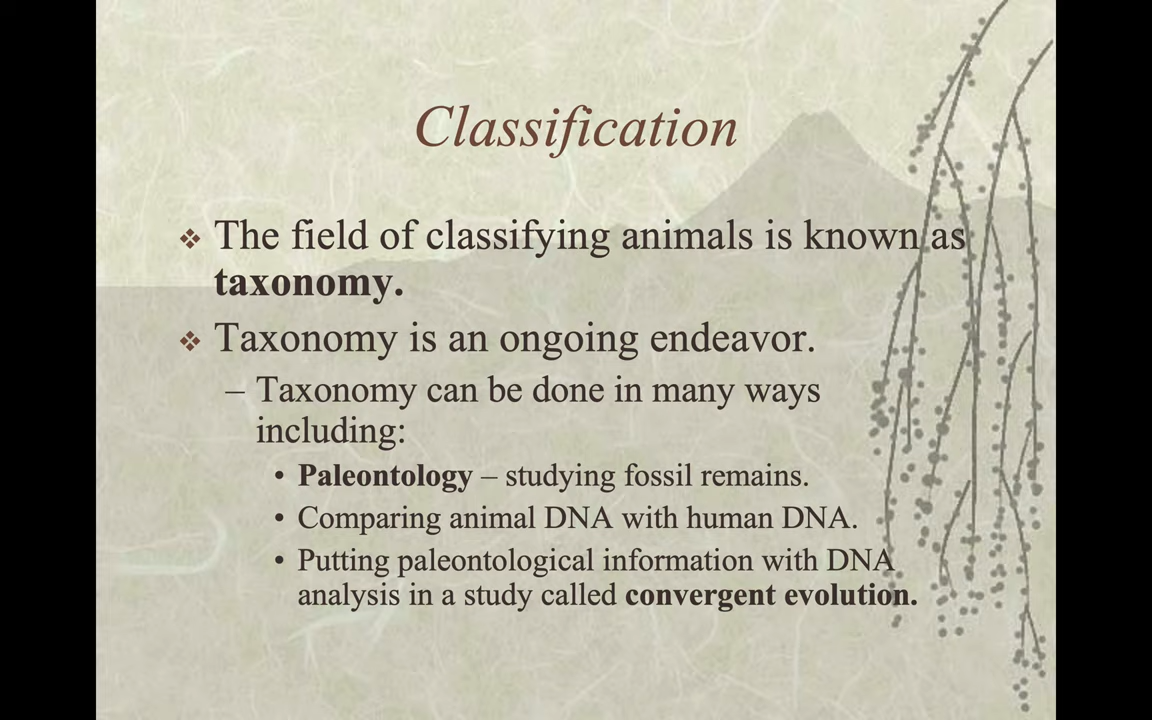 Classification
❖ The field of classifying animals is known as
taxonomy.
❖ Taxonomy is an ongoing endeavor.
– Taxonomy can be done in many ways
including:
• Paleontology – studying fossil remains.
• Comparing animal DNA with human DNA.
• Putting paleontological information with DNA
analysis in a study called convergent evolution.